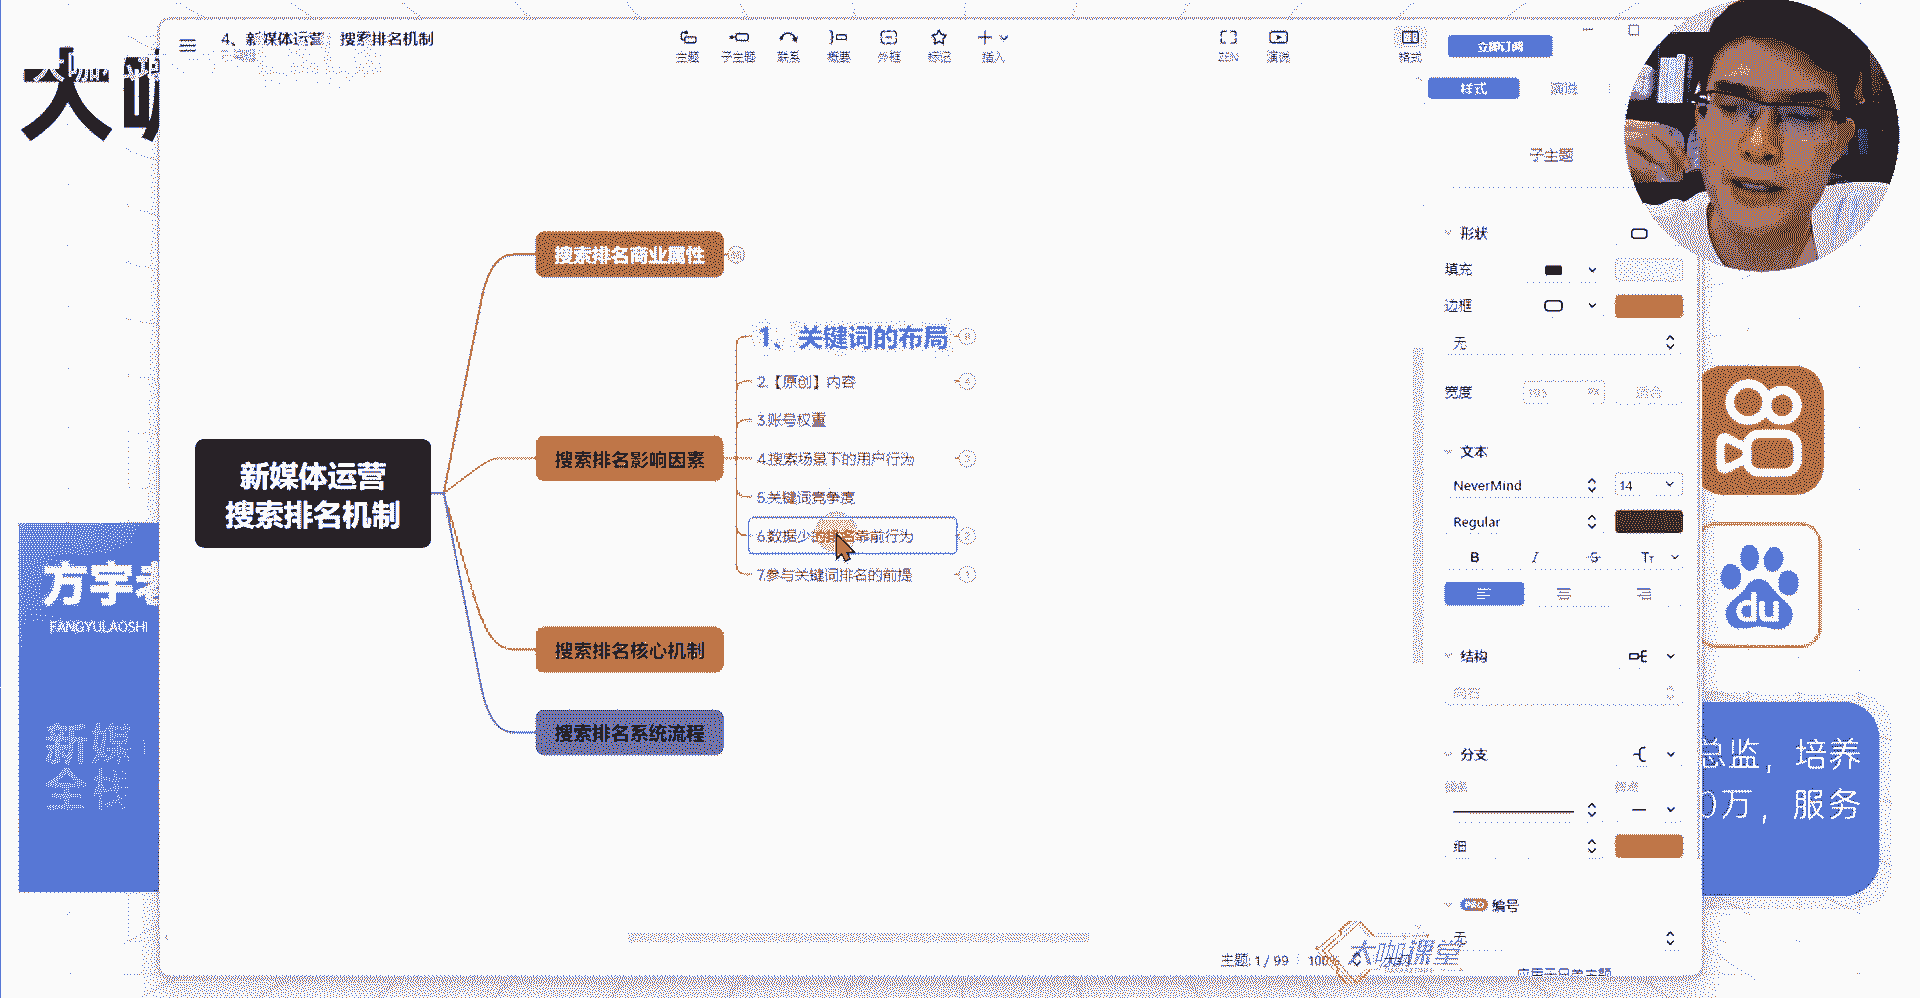 大咖
4、新媒体运营 搜索排名机制
主题
子主题
联系
概要
外框
标记
插入
ZEN
演说
格式
立即订阅
样式
演说
子主题
形状
填充
边框
无
宽度
文本
NeverMind
14
Regular
B
I
S
Tт
结构
向右
分支
细
PRO 编号
无
搜索排名商业属性
1、关键词的布局
2.【原创】内容
3.账号权重
4.搜索场景下的用户行为
5.关键词竞争度
6.数据少的排名靠前行为
7.参与关键词排名的前提
搜索排名影响因素
新媒体运营
搜索排名机制
搜索排名核心机制
搜索排名系统流程
方宇老
FANGYULAOSHI
新媒
全栈
du
总监，培养
0万，服务
主题: 1 / 99
100%
大咖课堂